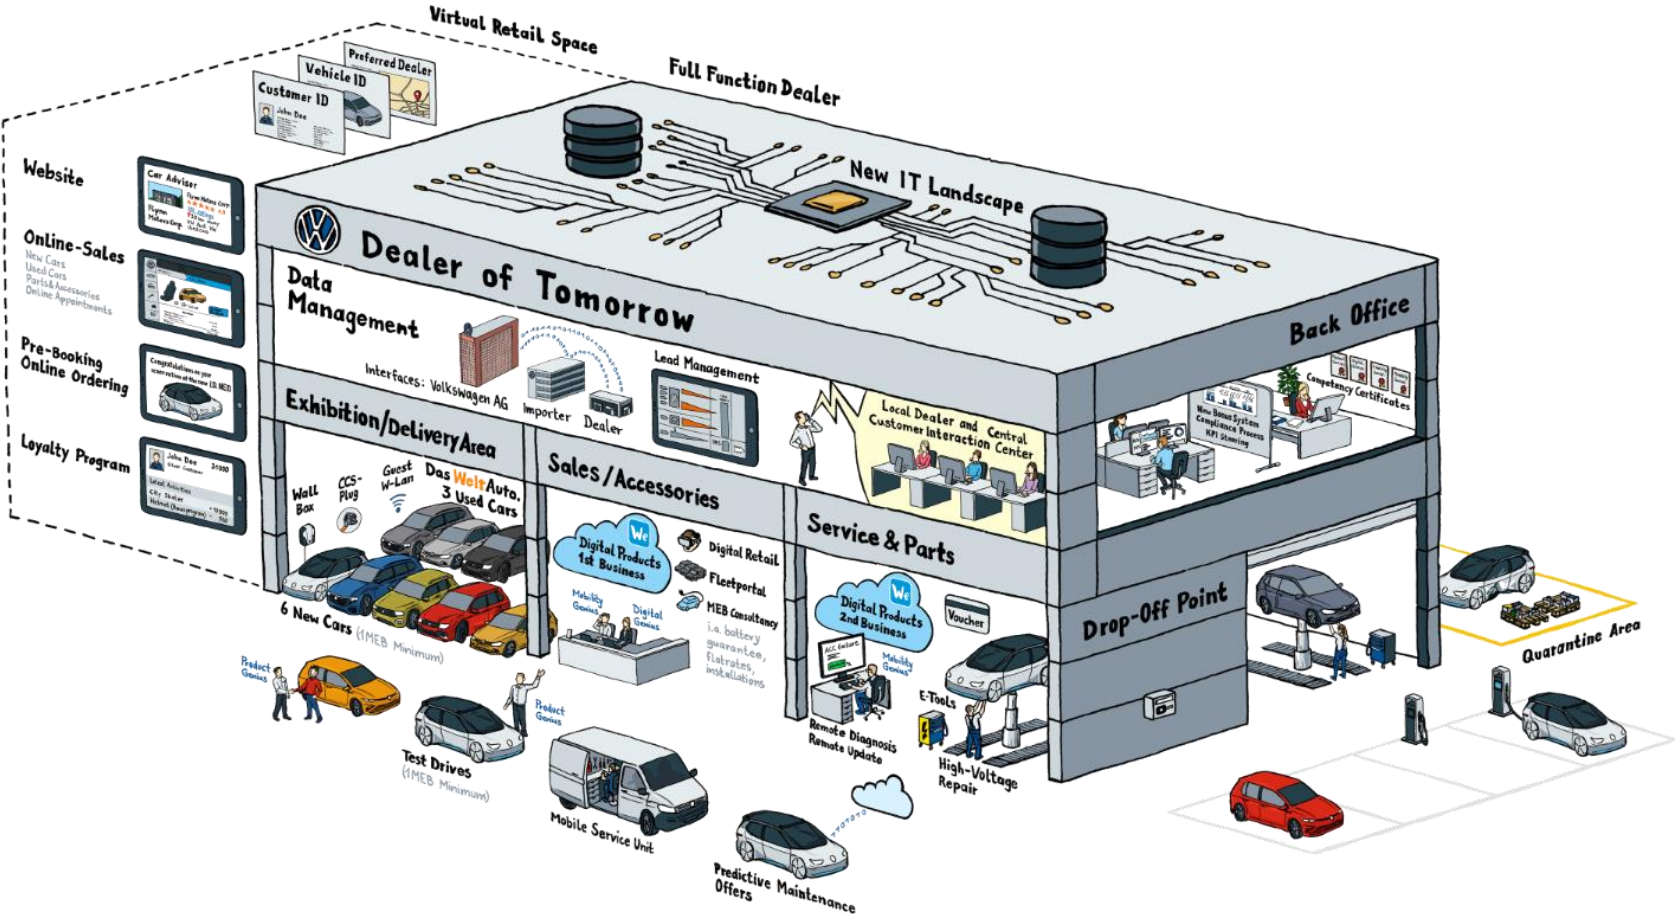 Virtual Retail Space
Full Function Dealer
Preferred Dealer
Vehicle ID
Customer ID
John Doe
Website
Car Advisor
Online-Sales
New Cars
Used Cars
Parts&Accessories
Online Appointments
Pre-Booking
Online Ordering
Congratulations on your
Loyalty Program
John Doe
31000
Silver Customer
New IT Landscape
Dealer of Tomorrow
Data
Management
Interfaces: Volkswagen AG
Importer
Dealer
Lead Management
Local Dealer and Central
Customer Interaction Center
Back Office
Competency Certificates
New Bonus System
Compliance Process
KPI Steering
Exhibition/Delivery Area
Wall
Box
CCS-
Plug
Guest
W-Lan
Das WeltAuto.
3 Used Cars
6 New Cars (1MEB Minimum)
Sales/Accessories
We
Digital Products
1st Business
Digital Retail
Fleetportal
MEB Consultancy
i.a. battery
guarantee,
flatrates,
installations
Mobility
Genius
Digital
Genius
Service & Parts
We
Digital Products
2nd Business
Voucher
Mobility
Genius
Remote Diagnosis
Remote Update
E-Tools
High-Voltage
Repair
Drop-Off Point
Quarantine Area
Product
Genius
Product
Genius
Test Drives
(1MEB Minimum)
Mobile Service Unit
Predictive Maintenance
Offers